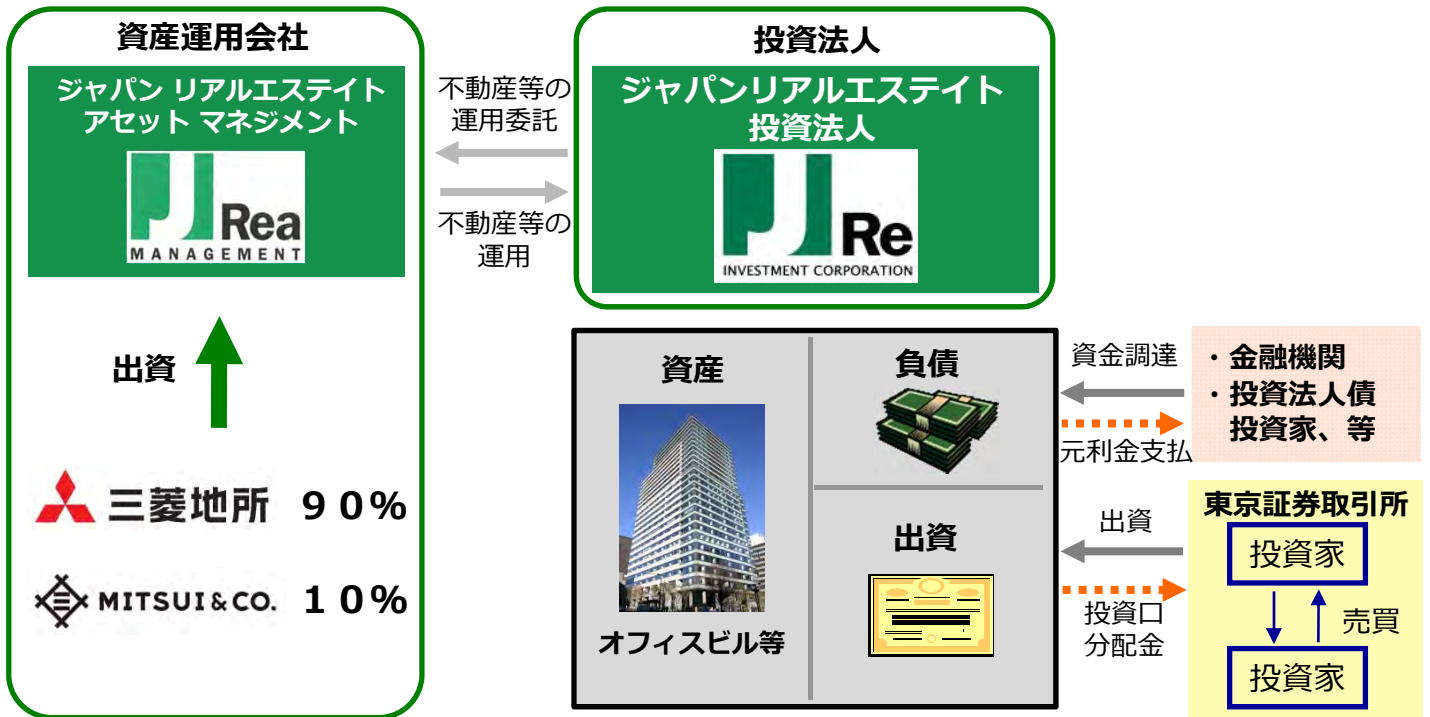 資産運用会社
ジャパン リアルエステイト
アセット マネジメント
J Rea
MANAGEMENT
出資
三菱地所 90%
MITSUI&CO. 10%
不動産等の
運用委託
不動産等の
運用
投資法人
ジャパンリアルエステイト
投資法人
J Re
INVESTMENT CORPORATION
資産
オフィスビル等
負債
出資
資金調達
元利金支払
・金融機関
・投資法人債
投資家、等
出資
投資口
分配金
東京証券取引所
投資家
売買
投資家